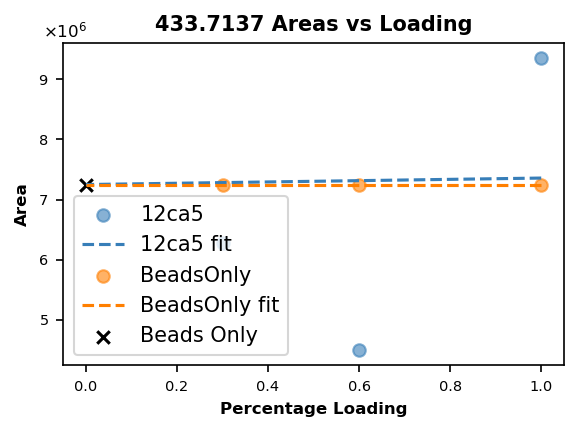 433.7137 Areas vs Loading
×10⁶
9
8
7
6
5
Area
12ca5
12ca5 fit
BeadsOnly
BeadsOnly fit
Beads Only
0.0 0.2 0.4 0.6 0.8 1.0
Percentage Loading